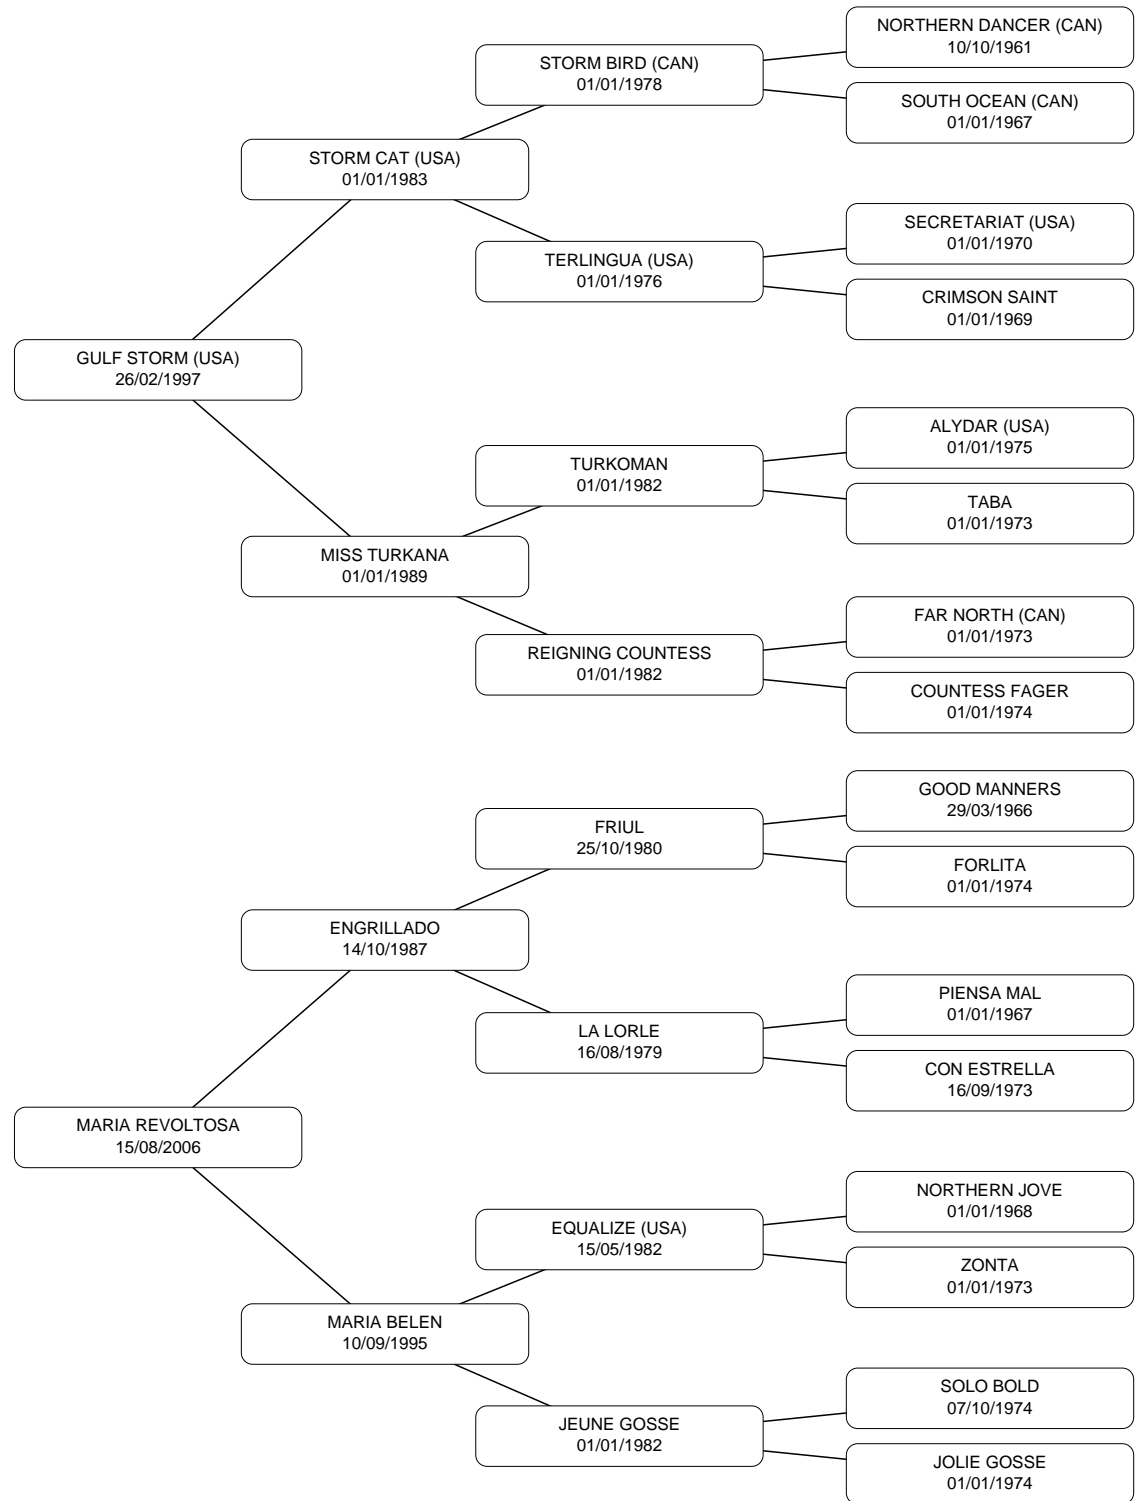 NORTHERN DANCER (CAN)
10/10/1961
STORM BIRD (CAN)
01/01/1978
SOUTH OCEAN (CAN)
01/01/1967
STORM CAT (USA)
01/01/1983
SECRETARIAT (USA)
01/01/1970
TERLINGUA (USA)
01/01/1976
CRIMSON SAINT
01/01/1969
GULF STORM (USA)
26/02/1997
ALYDAR (USA)
01/01/1975
TURKOMAN
01/01/1982
TABA
01/01/1973
MISS TURKANA
01/01/1989
FAR NORTH (CAN)
01/01/1973
REIGNING COUNTESS
01/01/1982
COUNTESS FAGER
01/01/1974
GOOD MANNERS
29/03/1966
FRIUL
25/10/1980
FORLITA
01/01/1974
ENGRILLADO
14/10/1987
PIENSA MAL
01/01/1967
LA LORLE
16/08/1979
CON ESTRELLA
16/09/1973
MARIA REVOLTOSA
15/08/2006
NORTHERN JOVE
01/01/1968
EQUALIZE (USA)
15/05/1982
ZONTA
01/01/1973
MARIA BELEN
10/09/1995
SOLO BOLD
07/10/1974
JEUNE GOSSE
01/01/1982
JOLIE GOSSE
01/01/1974